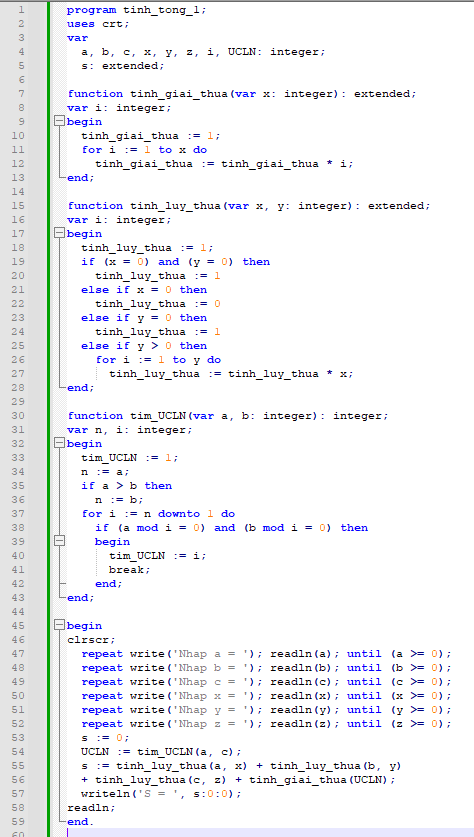 1 program tinh_tong_1;
2 uses crt;
3 var
4   a, b, c, x, y, z, i, UCLN: integer;
5   s: extended;
6
7 function tinh_giai_thua(var x: integer): extended;
8 var i: integer;
9 begin
10   tinh_giai_thua := 1;
11   for i := 1 to x do
12     tinh_giai_thua := tinh_giai_thua * i;
13 end;
14
15 function tinh_luy_thua(var x, y: integer): extended;
16 var i: integer;
17 begin
18   tinh_luy_thua := 1;
19   if (x = 0) and (y = 0) then
20     tinh_luy_thua := 1
21   else if x = 0 then
22     tinh_luy_thua := 0
23   else if y = 0 then
24     tinh_luy_thua := 1
25   else if y > 0 then
26     for i := 1 to y do
27       tinh_luy_thua := tinh_luy_thua * x;
28 end;
29
30 function tim_UCLN(var a, b: integer): integer;
31 var n, i: integer;
32 begin
33   tim_UCLN := 1;
34   n := a;
35   if a > b then
36     n := b;
37   for i := n downto 1 do
38     if (a mod i = 0) and (b mod i = 0) then
39     begin
40       tim_UCLN := i;
41       break;
42     end;
43 end;
44
45 begin
46 clrscr;
47   repeat write('Nhap a = '); readln(a); until (a >= 0);
48   repeat write('Nhap b = '); readln(b); until (b >= 0);
49   repeat write('Nhap c = '); readln(c); until (c >= 0);
50   repeat write('Nhap x = '); readln(x); until (x >= 0);
51   repeat write('Nhap y = '); readln(y); until (y >= 0);
52   repeat write('Nhap z = '); readln(z); until (z >= 0);
53   s := 0;
54   UCLN := tim_UCLN(a, c);
55   s := tinh_luy_thua(a, x) + tinh_luy_thua(b, y)
56   + tinh_luy_thua(c, z) + tinh_giai_thua(UCLN);
57   writeln('S = ', s:0:0);
58 readln;
59 end.
60